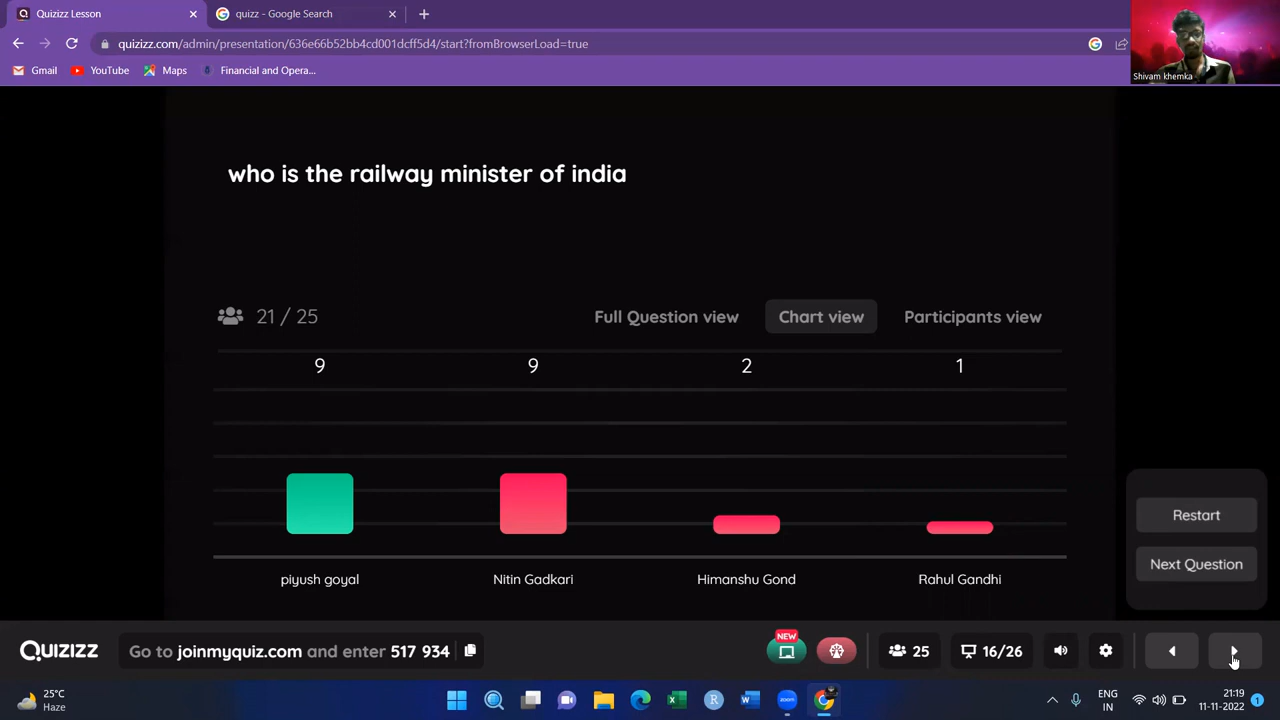 Quizizz Lesson
quizz - Google Search
quizizz.com/admin/presentation/636e66b52bb4cd001dcff5d4/start?fromBrowserLoad=true
Gmail
YouTube
Maps
Financial and Opera...
Shivam khemka
who is the railway minister of india
21 / 25
Full Question view
Chart view
Participants view
9
9
2
1
piyush goyal
Nitin Gadkari
Himanshu Gond
Rahul Gandhi
Restart
Next Question
QUIZIZZ
Go to joinmyquiz.com and enter 517 934
NEW
25
16/26
25°C
Haze
ENG
IN
21:19
11-11-2022
1